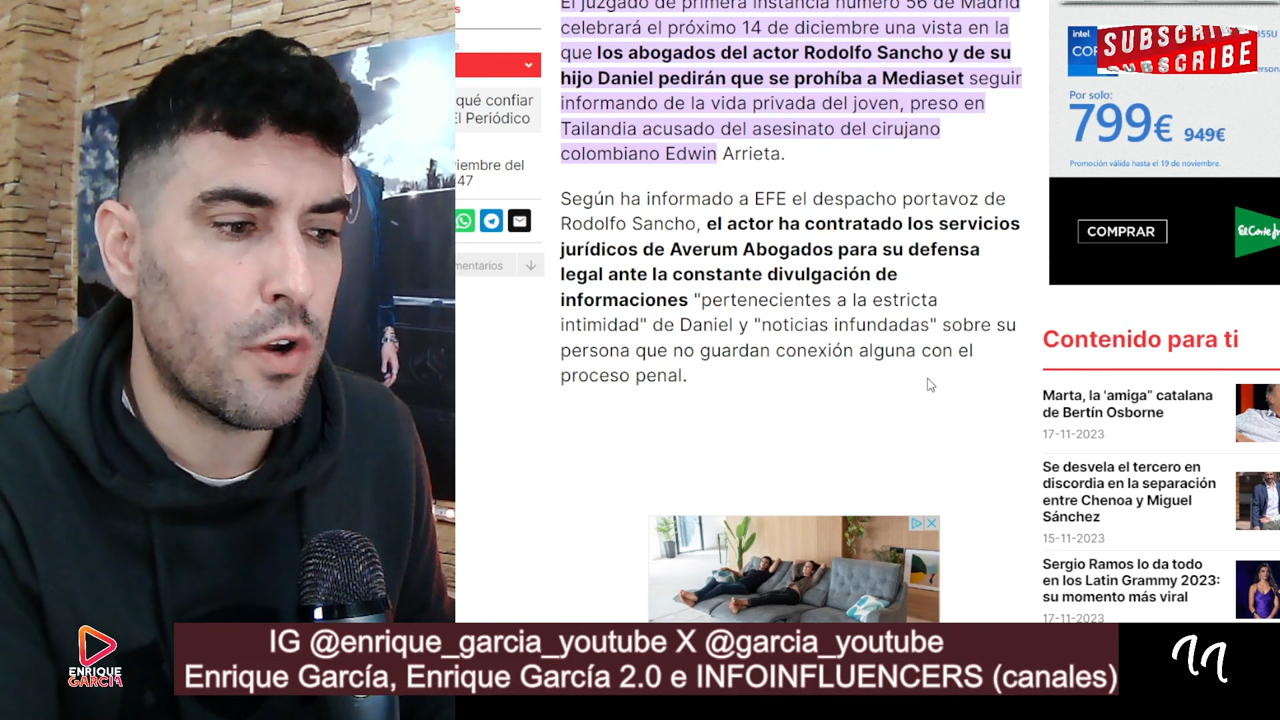 El juzgado de primera instancia número 56 de Madrid
celebrará el próximo 14 de diciembre una vista en la
que los abogados del actor Rodolfo Sancho y de su
hijo Daniel pedirán que se prohíba a Mediaset seguir
informando de la vida privada del joven, preso en
Tailandia acusado del asesinato del cirujano
colombiano Edwin Arrieta.
Según ha informado a EFE el despacho portavoz de
Rodolfo Sancho, el actor ha contratado los servicios
jurídicos de Averum Abogados para su defensa
legal ante la constante divulgación de
informaciones "pertenecientes a la estricta
intimidad" de Daniel y "noticias infundadas" sobre su
persona que no guardan conexión alguna con el
proceso penal.
qué confiar
El Periódico
iembre del
47
mentarios
intel
SUBSCRIBE
SUBSCRIBE
Por solo:
799€ 949€
Promoción válida hasta el 19 de noviembre.
COMPRAR
Contenido para ti
Marta, la 'amiga" catalana
de Bertín Osborne
17-11-2023
Se desvela el tercero en
discordia en la separación
entre Chenoa y Miguel
Sánchez
15-11-2023
Sergio Ramos lo da todo
en los Latin Grammy 2023:
su momento más viral
17-11-2023
ENRIQUE
GARCÍA
IG @enrique_garcia_youtube X @garcia_youtube
Enrique García, Enrique García 2.0 e INFOINFLUENCERS (canales)